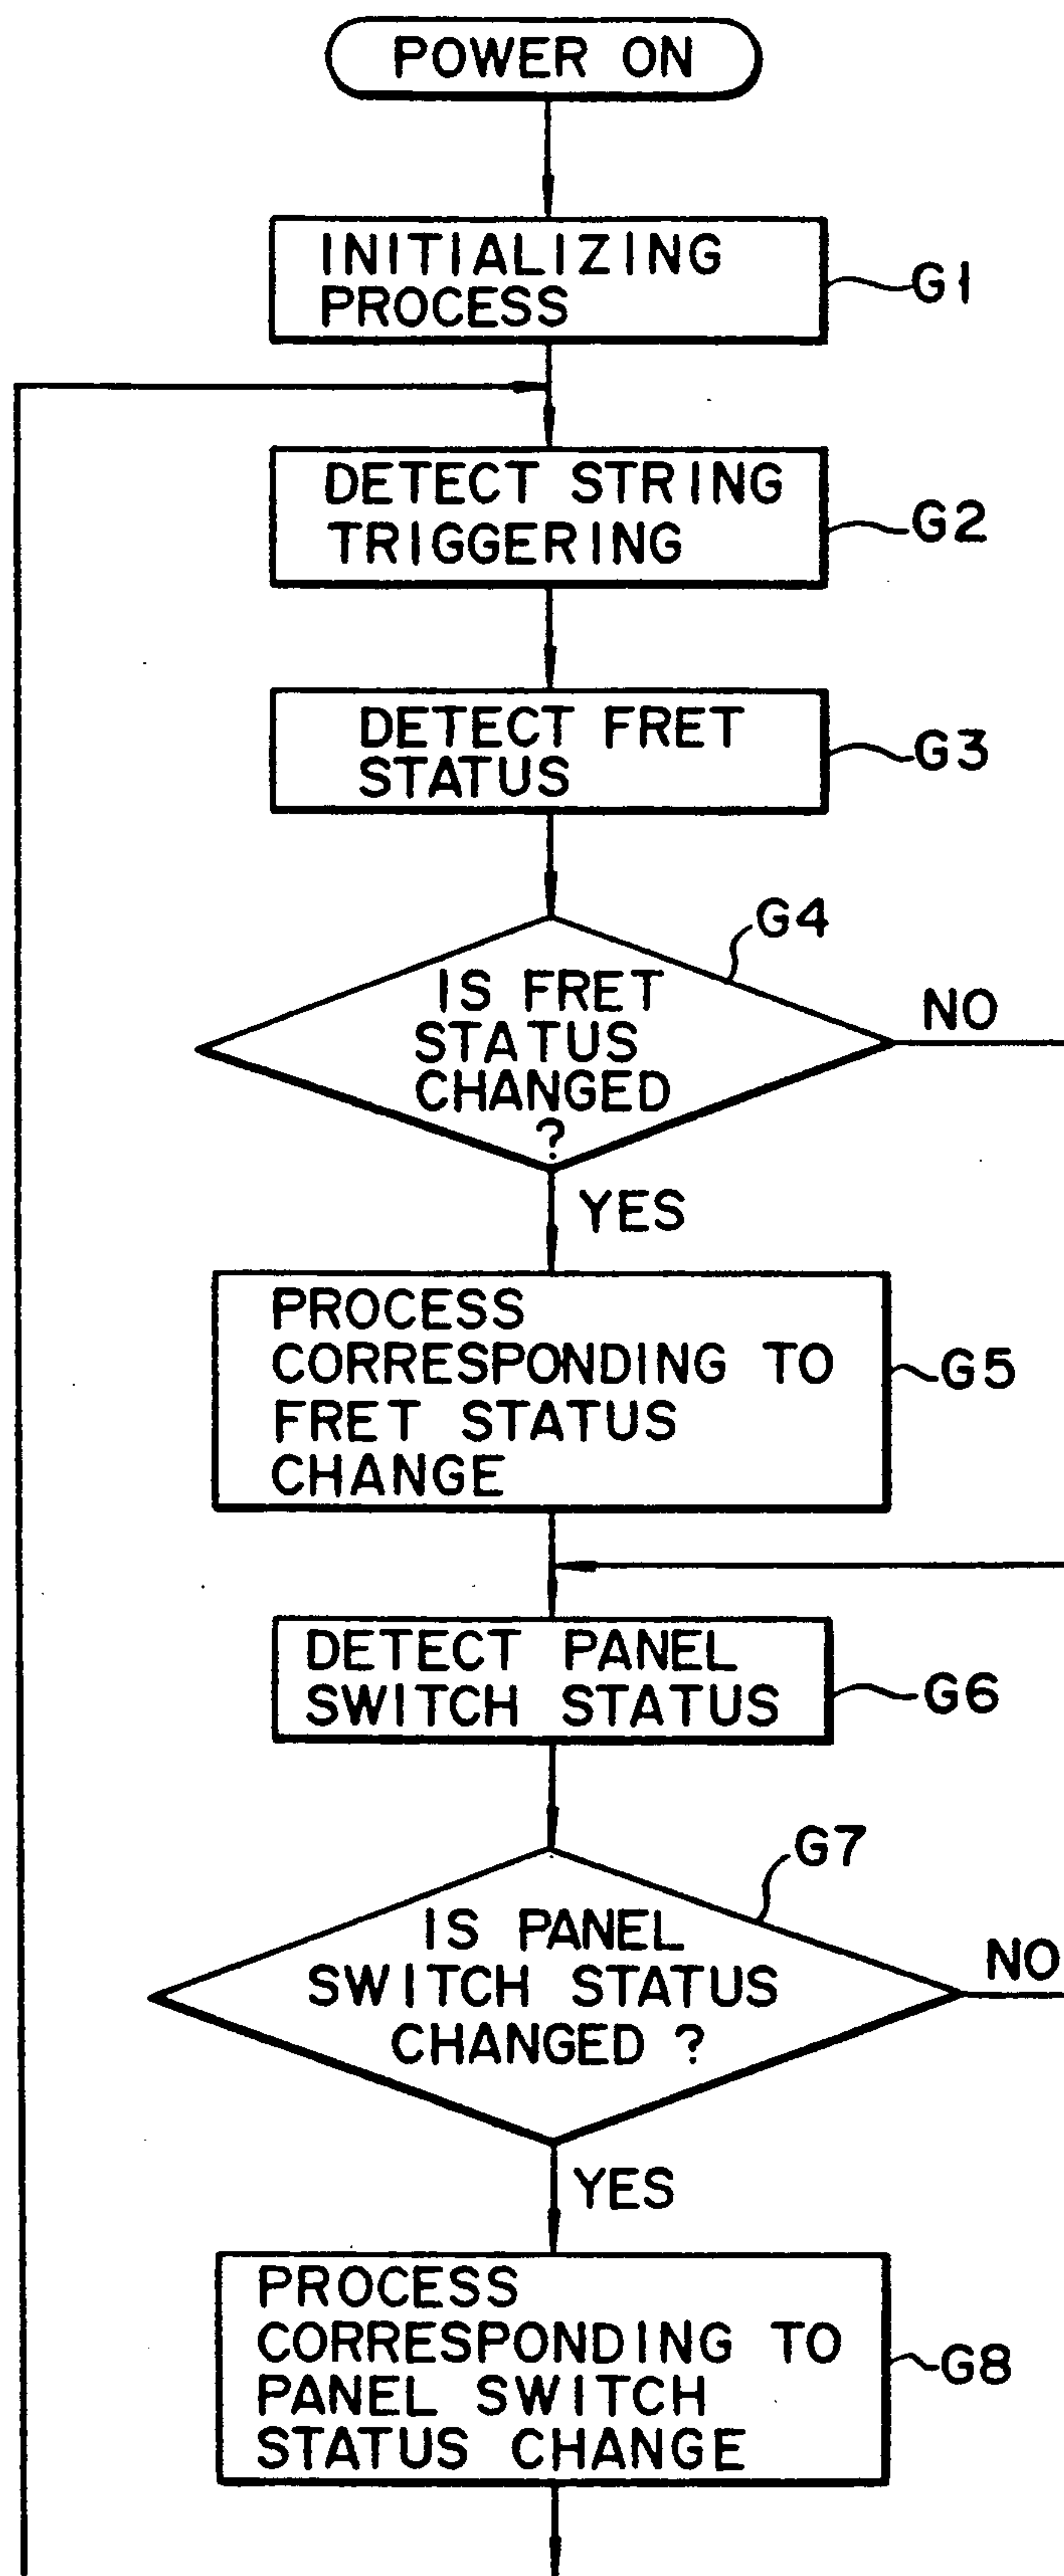 POWER ON
INITIALIZING
PROCESS
G1
DETECT STRING
TRIGGERING
G2
DETECT FRET
STATUS
G3
G4
IS FRET
STATUS
CHANGED
?
NO
YES
PROCESS
CORRESPONDING TO
FRET STATUS
CHANGE
G5
DETECT PANEL
SWITCH STATUS
G6
G7
IS PANEL
SWITCH STATUS
CHANGED ?
NO
YES
PROCESS
CORRESPONDING TO
PANEL SWITCH
STATUS CHANGE
G8